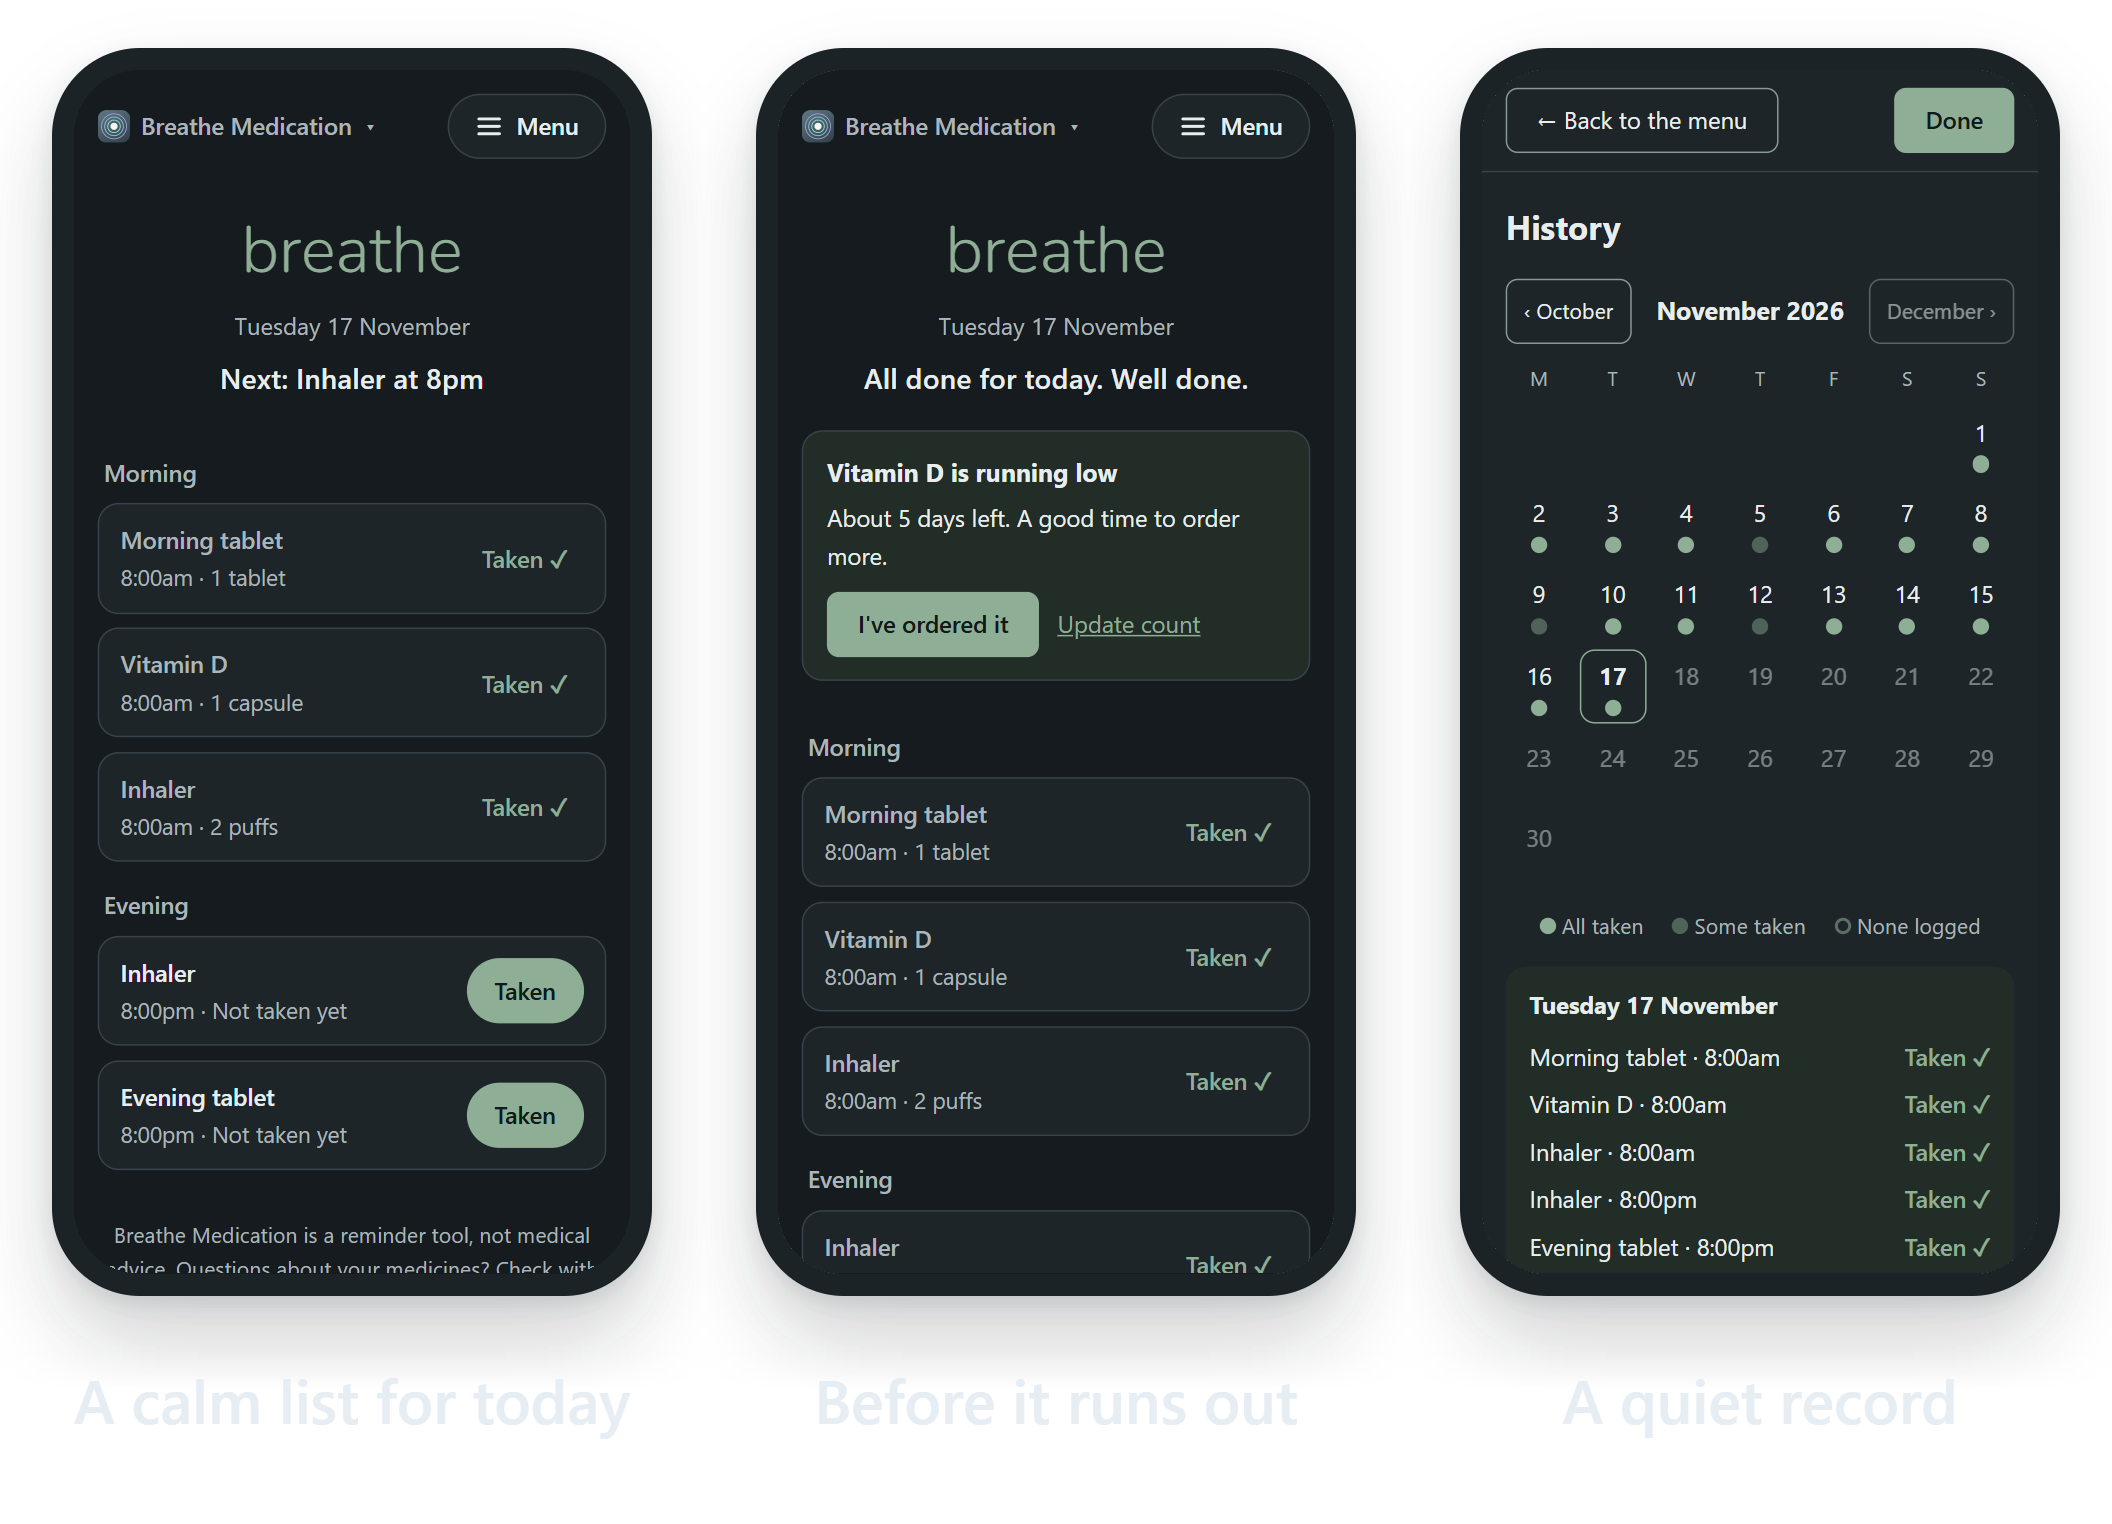 Breathe Medication ▾
Menu
breathe
Tuesday 17 November
Next: Inhaler at 8pm
Morning
Morning tablet
8:00am · 1 tablet
Taken ✓
Vitamin D
8:00am · 1 capsule
Taken ✓
Inhaler
8:00am · 2 puffs
Taken ✓
Evening
Inhaler
8:00pm · Not taken yet
Taken
Evening tablet
8:00pm · Not taken yet
Taken
Breathe Medication is a reminder tool, not medical
advice. Questions about your medicines? Check with
A calm list for today
Breathe Medication ▾
Menu
breathe
Tuesday 17 November
All done for today. Well done.
Vitamin D is running low
About 5 days left. A good time to order
more.
I've ordered it
Update count
Morning
Morning tablet
8:00am · 1 tablet
Taken ✓
Vitamin D
8:00am · 1 capsule
Taken ✓
Inhaler
8:00am · 2 puffs
Taken ✓
Evening
Inhaler
Taken ✓
Before it runs out
← Back to the menu
Done
History
‹ October
November 2026
December ›
M T W T F S S
1
2 3 4 5 6 7 8
9 10 11 12 13 14 15
16 17 18 19 20 21 22
23 24 25 26 27 28 29
30
All taken
Some taken
None logged
Tuesday 17 November
Morning tablet · 8:00am Taken ✓
Vitamin D · 8:00am Taken ✓
Inhaler · 8:00am Taken ✓
Inhaler · 8:00pm Taken ✓
Evening tablet · 8:00pm Taken ✓
A quiet record